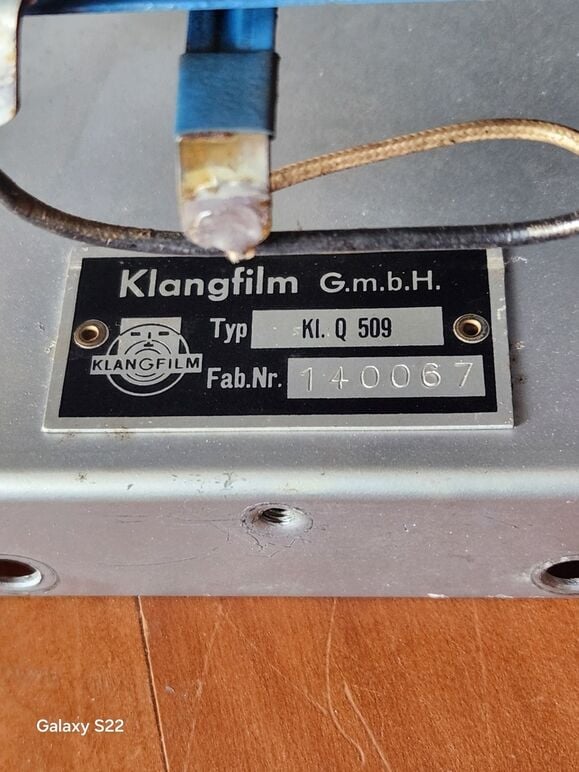 Klangfilm G.m.b.H.
Typ Kl. Q 509
KLANGFILM
Fab.Nr. 140067
Galaxy S22